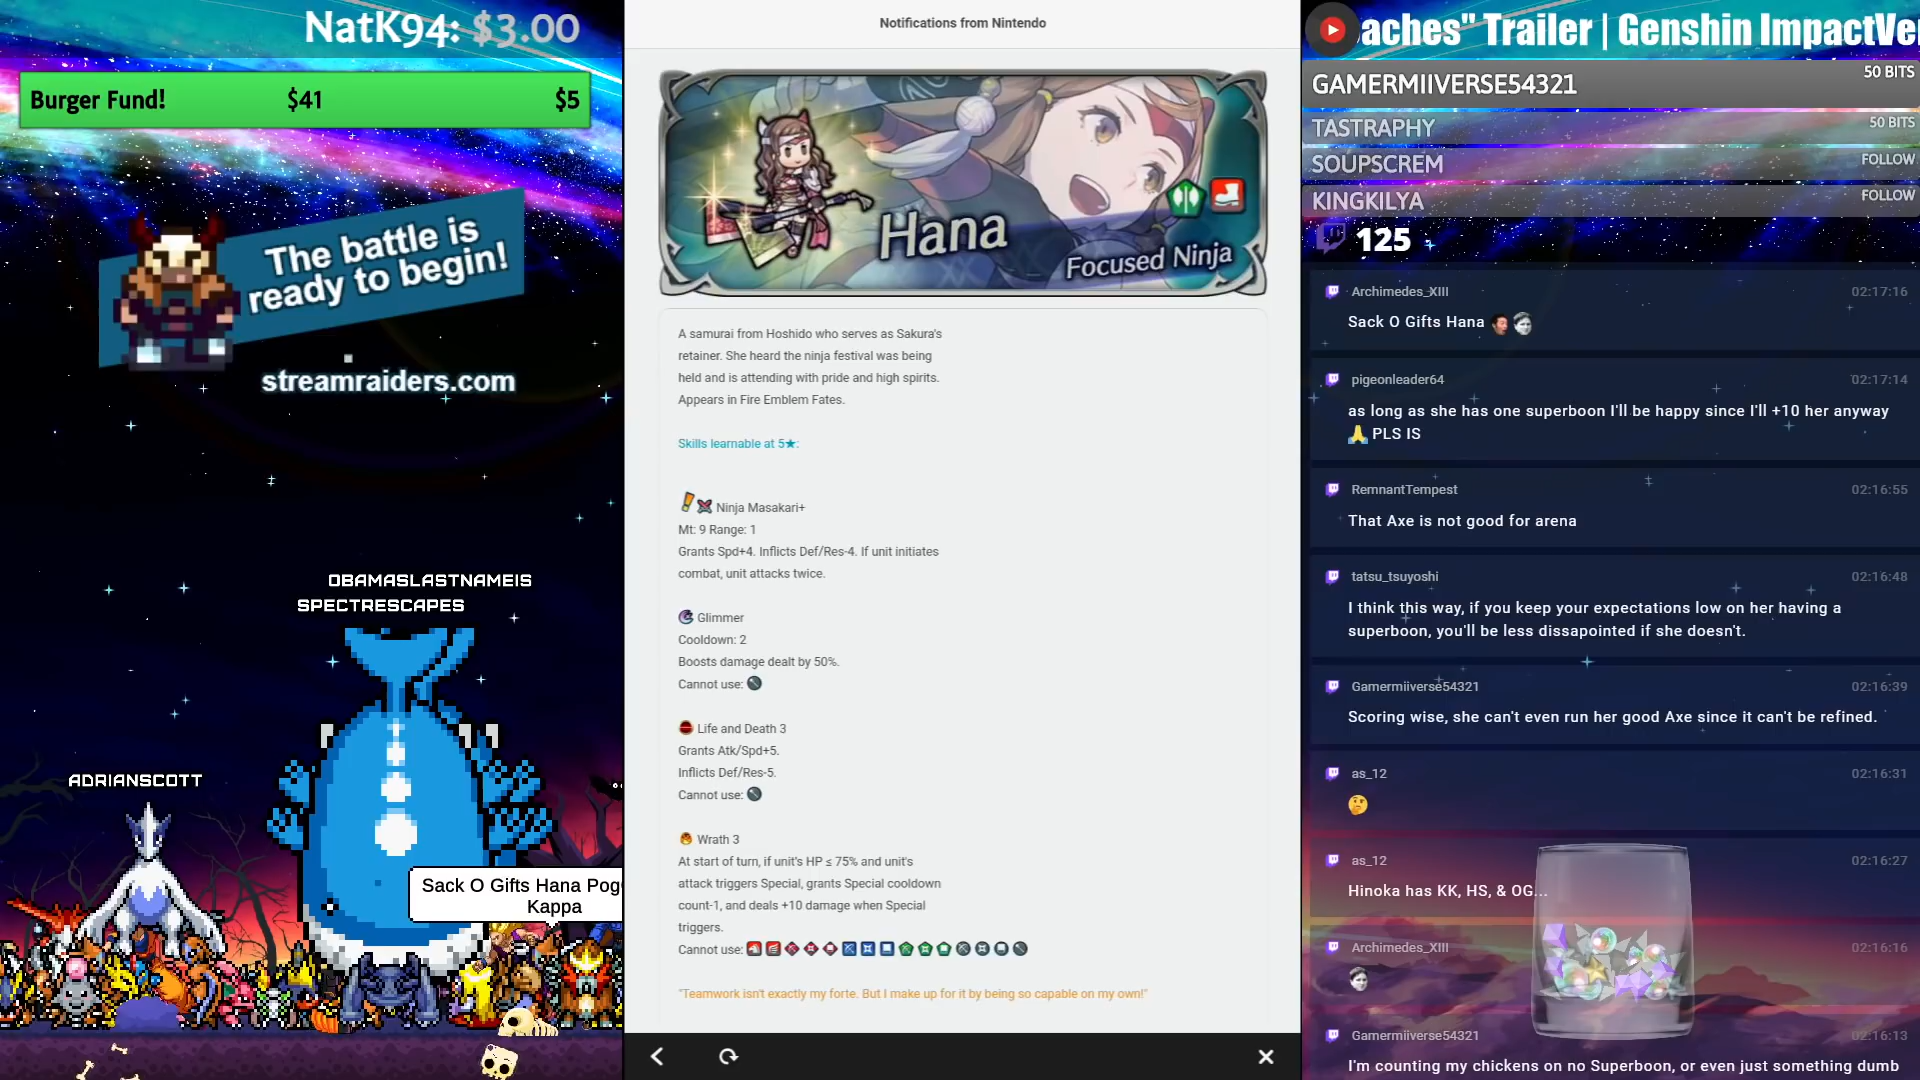 NatK94: $3.00
Burger Fund! $41 $5
The battle is
ready to begin!
streamraiders.com
OBAMASLASTNAMEIS
SPECTRESCAPES
ADRIANSCOTT
Sack O Gifts Hana Pog
Kappa
Notifications from Nintendo
Hana
Focused Ninja
A samurai from Hoshido who serves as Sakura's
retainer. She heard the ninja festival was being
held and is attending with pride and high spirits.
Appears in Fire Emblem Fates.
Skills learnable at 5★:
Ninja Masakari+
Mt: 9 Range: 1
Grants Spd+4. Inflicts Def/Res-4. If unit initiates
combat, unit attacks twice.
Glimmer
Cooldown: 2
Boosts damage dealt by 50%.
Cannot use:
Life and Death 3
Grants Atk/Spd+5.
Inflicts Def/Res-5.
Cannot use:
Wrath 3
At start of turn, if unit's HP ≤ 75% and unit's
attack triggers Special, grants Special cooldown
count-1, and deals +10 damage when Special
triggers.
Cannot use:
"Teamwork isn't exactly my forte. But I make up for it by being so capable on my own!"
aches" Trailer | Genshin ImpactVe
GAMERMIIVERSE54321 50 BITS
TASTRAPHY 50 BITS
SOUPSCREM FOLLOW
KINGKILYA FOLLOW
125
Archimedes_XIII 02:17:16
Sack O Gifts Hana
pigeonleader64 02:17:14
as long as she has one superboon I'll be happy since I'll +10 her anyway
🙏 PLS IS
RemnantTempest 02:16:55
That Axe is not good for arena
tatsu_tsuyoshi 02:16:48
I think this way, if you keep your expectations low on her having a
superboon, you'll be less dissapointed if she doesn't.
Gamermiiverse54321 02:16:39
Scoring wise, she can't even run her good Axe since it can't be refined.
as_12 02:16:31
🤔
as_12 02:16:27
Hinoka has KK, HS, & OG...
Archimedes_XIII 02:16:16
Gamermiiverse54321 02:16:13
I'm counting my chickens on no Superboon, or even just something dumb